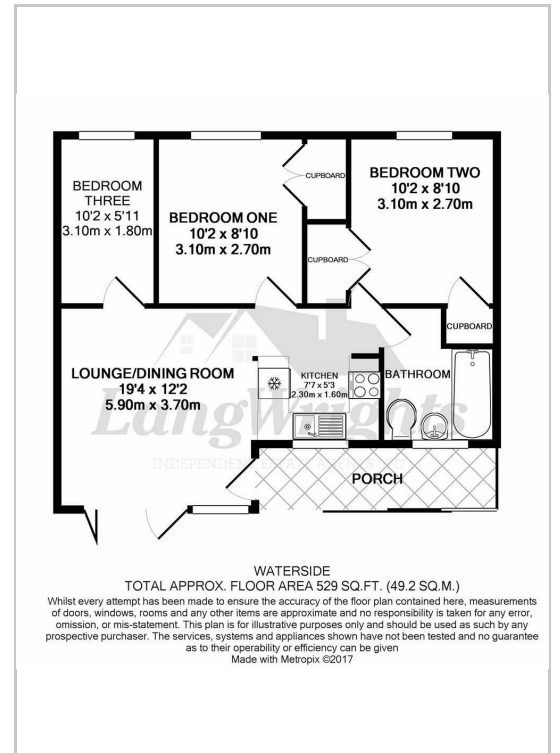 BEDROOM
THREE
10'2 x 5'11
3.10m x 1.80m
BEDROOM ONE
10'2 x 8'10
3.10m x 2.70m
CUPBOARD
BEDROOM TWO
10'2 x 8'10
3.10m x 2.70m
CUPBOARD
CUPBOARD
LOUNGE/DINING ROOM
19'4 x 12'2
5.90m x 3.70m
KITCHEN
7'7 x 5'3
2.30m x 1.60m
BATHROOM
LangWrights
INDEPENDENT ESTATE AGENTS LTD
PORCH
WATERSIDE
TOTAL APPROX. FLOOR AREA 529 SQ.FT. (49.2 SQ.M.)
Whilst every attempt has been made to ensure the accuracy of the floor plan contained here, measurements
of doors, windows, rooms and any other items are approximate and no responsibility is taken for any error,
omission, or mis-statement. This plan is for illustrative purposes only and should be used as such by any
prospective purchaser. The services, systems and appliances shown have not been tested and no guarantee
as to their operability or efficiency can be given
Made with Metropix ©2017